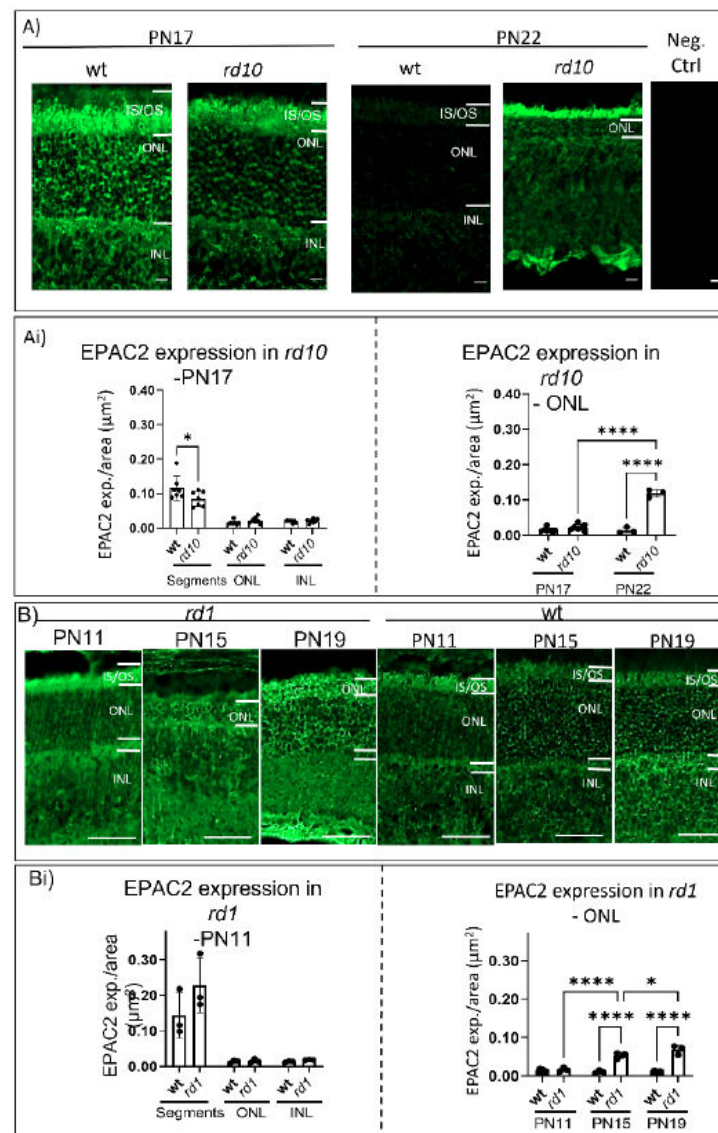 A)
PN17
PN22
Neg.
Ctrl
wt
rd10
wt
rd10
IS/OS
ONL
INL
IS/OS
ONL
INL
IS/OS
ONL
INL
IS/OS
ONL
INL
Ai)
EPAC2 expression in rd10
-PN17
EPAC2 exp./area (µm²)
0.40
0.30
0.20
0.10
0.00
*
wt
rd10
wt
rd10
wt
rd10
Segments
ONL
INL
EPAC2 expression in
rd10
- ONL
EPAC2 exp./area (µm²)
0.40
0.30
0.20
0.10
0.00
****
****
wt
rd10
wt
rd10
PN17
PN22
B)
rd1
wt
PN11
PN15
PN19
PN11
PN15
PN19
IS/OS
ONL
INL
ONL
INL
ONL
INL
IS/OS
ONL
INL
IS/OS
ONL
INL
IS/OS
ONL
INL
Bi)
EPAC2 expression in
rd1
-PN11
EPAC2 exp./area
(µm²)
0.30
0.20
0.10
0.00
wt
rd1
wt
rd1
wt
rd1
Segments
ONL
INL
EPAC2 expression in rd1
- ONL
EPAC2 exp./area (µm²)
0.40
0.30
0.20
0.10
0.00
****
*
****
****
wt
rd1
wt
rd1
wt
rd1
PN11
PN15
PN19